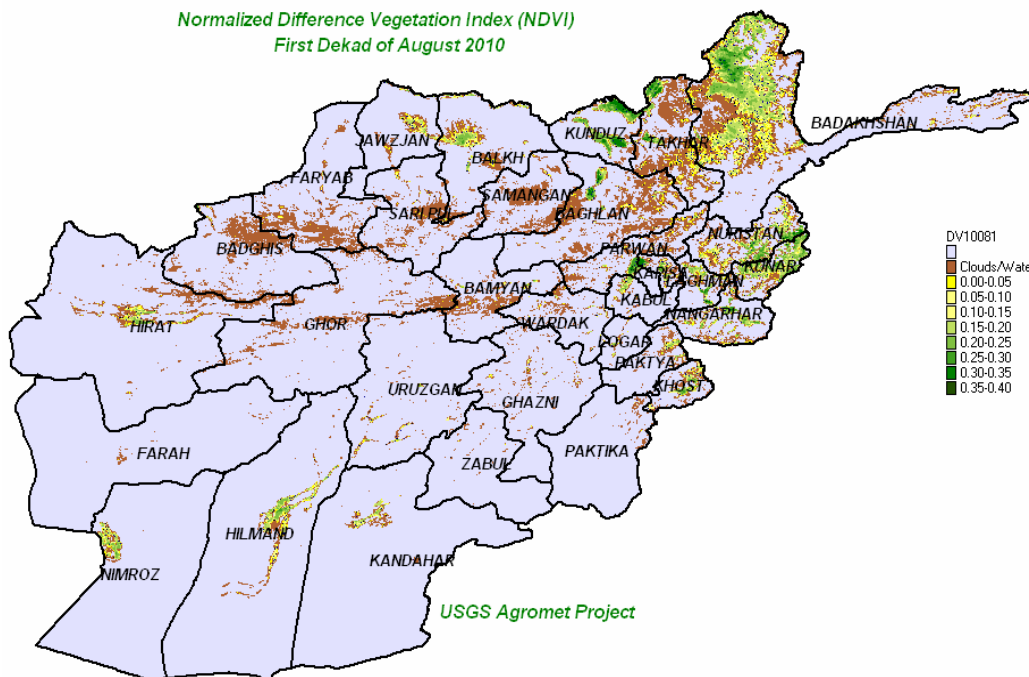 Normalized Difference Vegetation Index (NDVI)
First Dekad of August 2010
BADAKHSHAN
KUNDUZ
TAKHER
JAWZJAN
BALKH
FARYAB
SAMANGAN
SARI PUL
BAGHLAN
NURISTAN
BADGHIS
PARWAN
KUNAR
KAPISA
LAGHMAN
BAMYAN
KABUL
NANGARHAR
HIRAT
GHOR
WARDAK
LOGAR
PAKTYA
URUZGAN
GHAZNI
KHOST
FARAH
ZABUL
PAKTIKA
HILMAND
KANDAHAR
NIMROZ
USGS Agromet Project
DV10081
Clouds/Wate
0.00-0.05
0.05-0.10
0.10-0.15
0.15-0.20
0.20-0.25
0.25-0.30
0.30-0.35
0.35-0.40